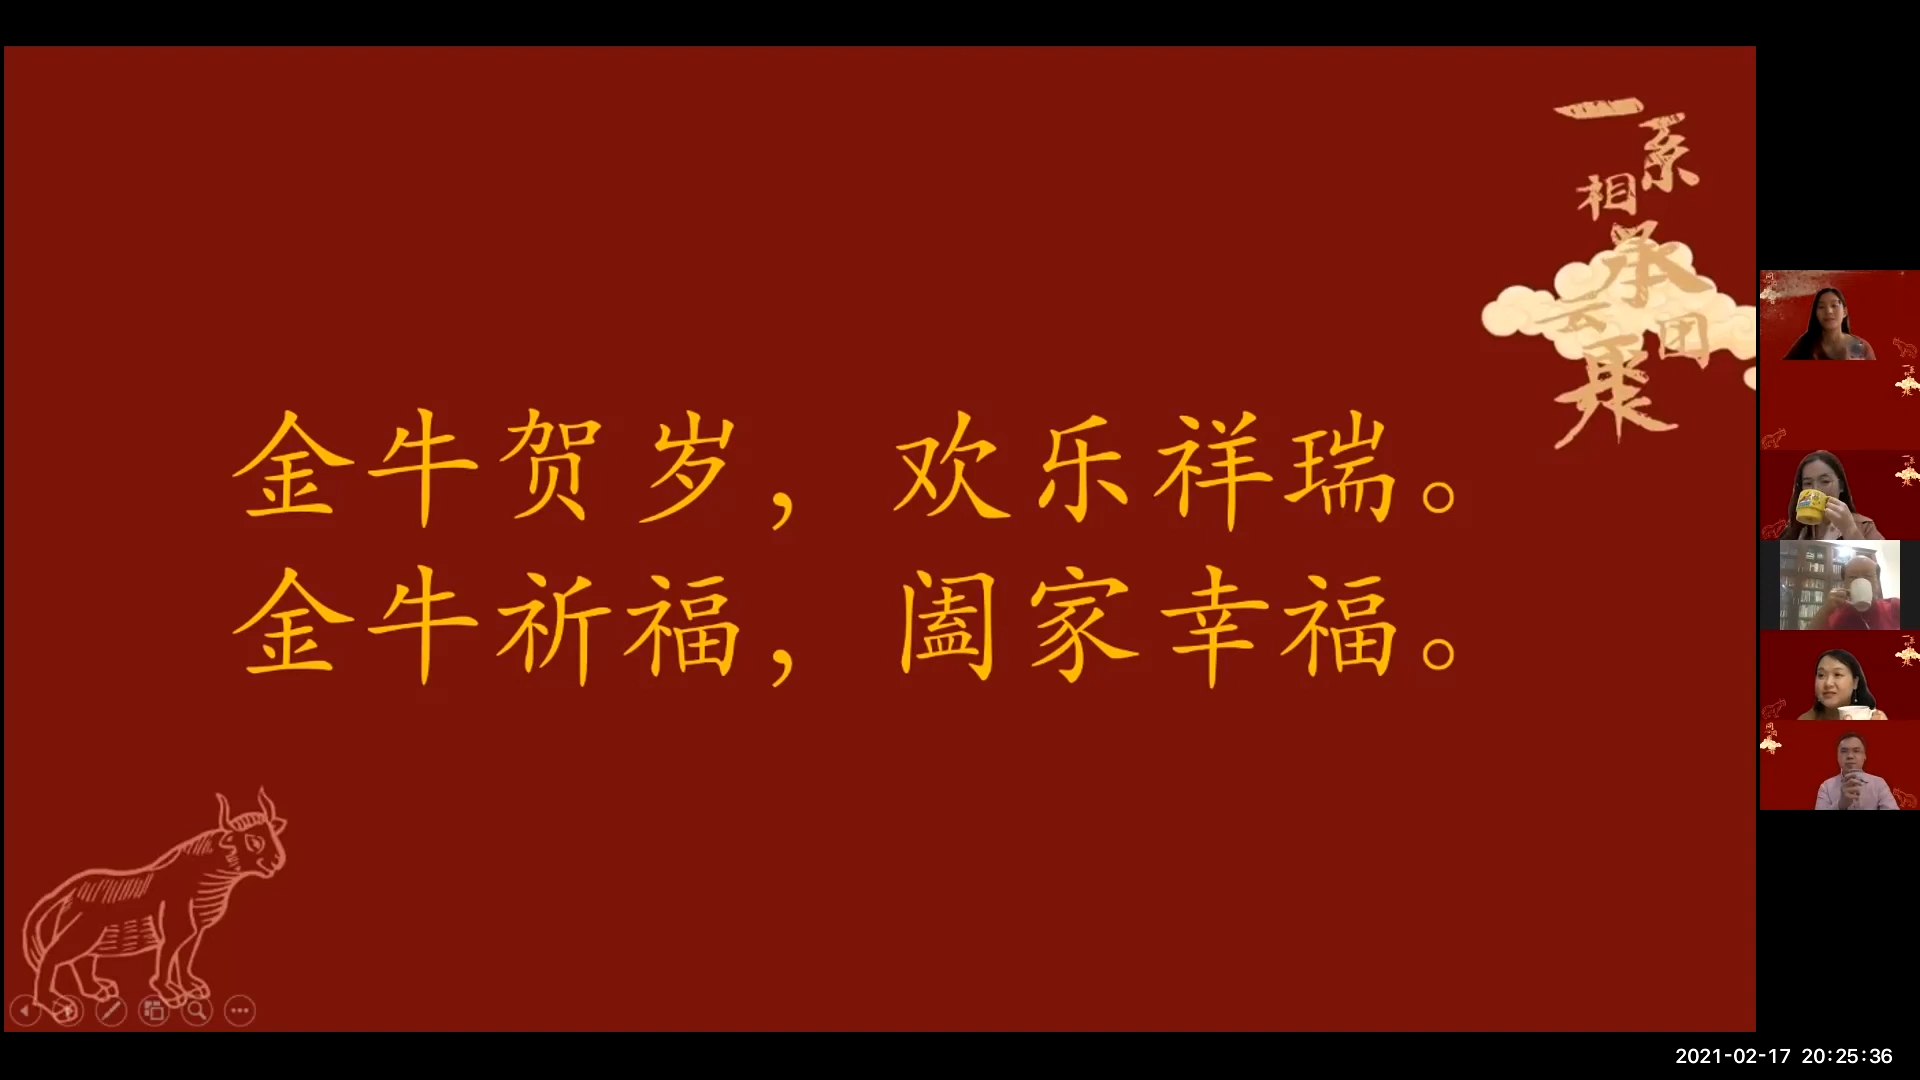 金牛贺岁，欢乐祥瑞。
金牛祈福，阖家幸福。
一系相承
云团聚
2021-02-17 20:25:36